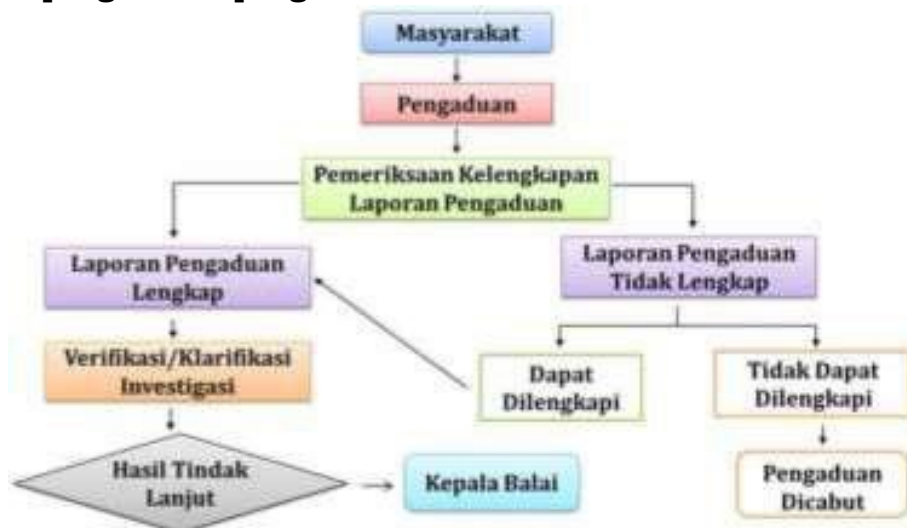 Masyarakat
Pengaduan
Pemeriksaan Kelengkapan
Laporan Pengaduan
Laporan Pengaduan
Lengkap
Laporan Pengaduan
Tidak Lengkap
Verifikasi/Klarifikasi
Investigasi
Dapat
Dilengkapi
Tidak Dapat
Dilengkapi
Hasil Tindak
Lanjut
Kepala Balai
Pengaduan
Dicabut